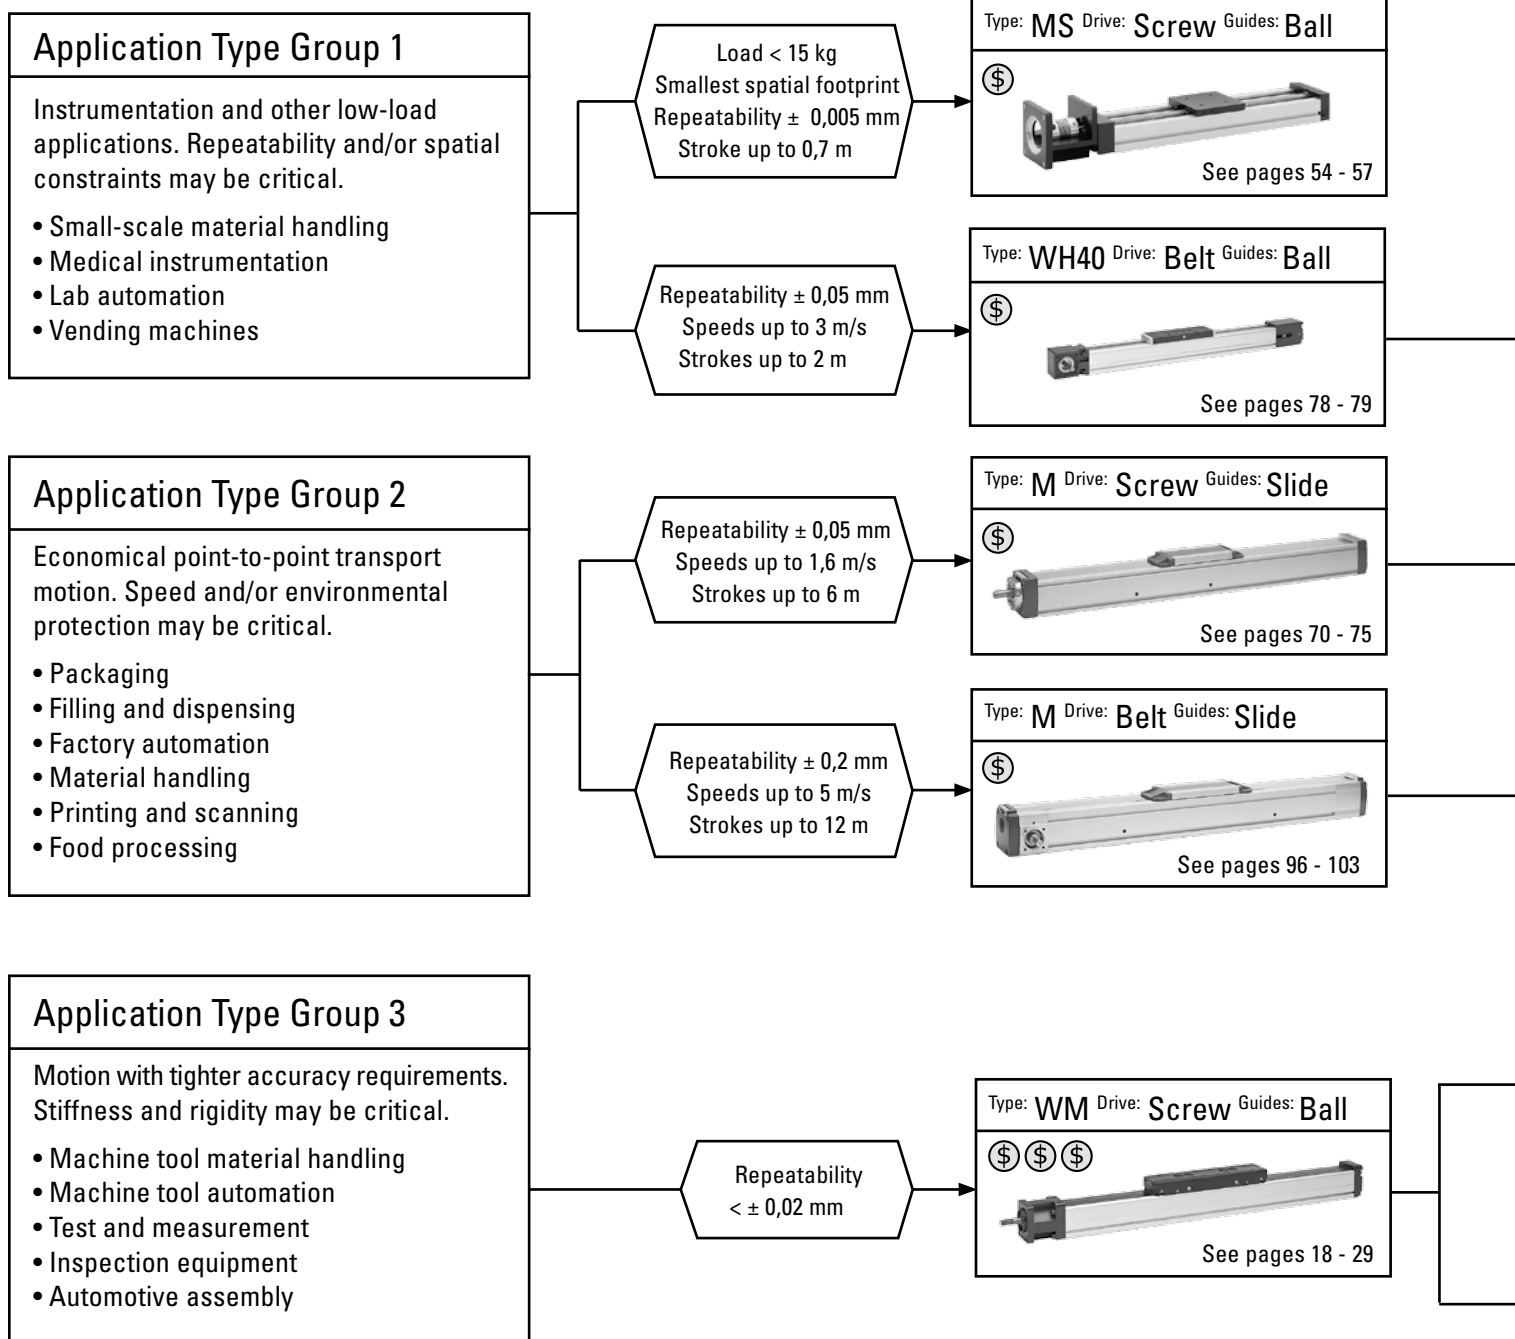 Application Type Group 1
Instrumentation and other low-load
applications. Repeatability and/or spatial
constraints may be critical.
• Small-scale material handling
• Medical instrumentation
• Lab automation
• Vending machines
Load < 15 kg
Smallest spatial footprint
Repeatability ± 0,005 mm
Stroke up to 0,7 m
Type: MS Drive: Screw Guides: Ball
$
See pages 54 - 57
Repeatability ± 0,05 mm
Speeds up to 3 m/s
Strokes up to 2 m
Type: WH40 Drive: Belt Guides: Ball
$
See pages 78 - 79
Application Type Group 2
Economical point-to-point transport
motion. Speed and/or environmental
protection may be critical.
• Packaging
• Filling and dispensing
• Factory automation
• Material handling
• Printing and scanning
• Food processing
Repeatability ± 0,05 mm
Speeds up to 1,6 m/s
Strokes up to 6 m
Type: M Drive: Screw Guides: Slide
$
See pages 70 - 75
Repeatability ± 0,2 mm
Speeds up to 5 m/s
Strokes up to 12 m
Type: M Drive: Belt Guides: Slide
$
See pages 96 - 103
Application Type Group 3
Motion with tighter accuracy requirements.
Stiffness and rigidity may be critical.
• Machine tool material handling
• Machine tool automation
• Test and measurement
• Inspection equipment
• Automotive assembly
Repeatability
< ± 0,02 mm
Type: WM Drive: Screw Guides: Ball
$ $ $
See pages 18 - 29